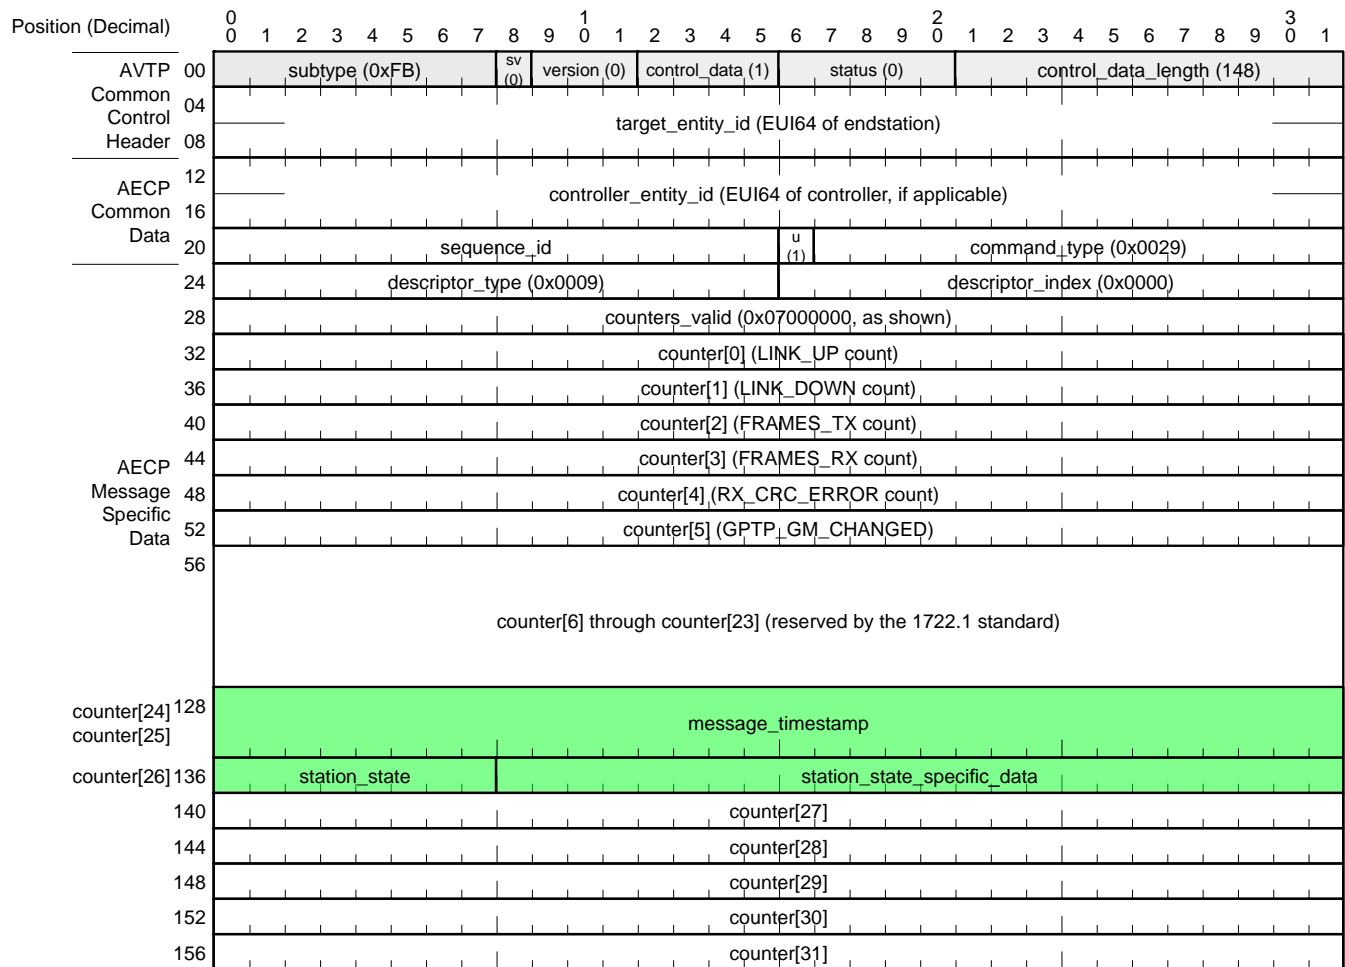 Position (Decimal)
0 1 2 3
0 1 2 3 4 5 6 7 8 9 0 1 2 3 4 5 6 7 8 9 0 1 2 3 4 5 6 7 8 9 0 1
AVTP Common Control Header
00 subtype (0xFB) sv (0) version (0) control_data (1) status (0) control_data_length (148)
04
target_entity_id (EUI64 of endstation)
08
AECP Common Data
12
controller_entity_id (EUI64 of controller, if applicable)
16
20 sequence_id u (1) command_type (0x0029)
24 descriptor_type (0x0009) descriptor_index (0x0000)
28 counters_valid (0x07000000, as shown)
32 counter[0] (LINK_UP count)
36 counter[1] (LINK_DOWN count)
40 counter[2] (FRAMES_TX count)
AECP Message Specific Data
44 counter[3] (FRAMES_RX count)
48 counter[4] (RX_CRC_ERROR count)
52 counter[5] (GPTP_GM_CHANGED)
56
counter[6] through counter[23] (reserved by the 1722.1 standard)
counter[24] 128
counter[25]
message_timestamp
counter[26] 136 station_state station_state_specific_data
140 counter[27]
144 counter[28]
148 counter[29]
152 counter[30]
156 counter[31]